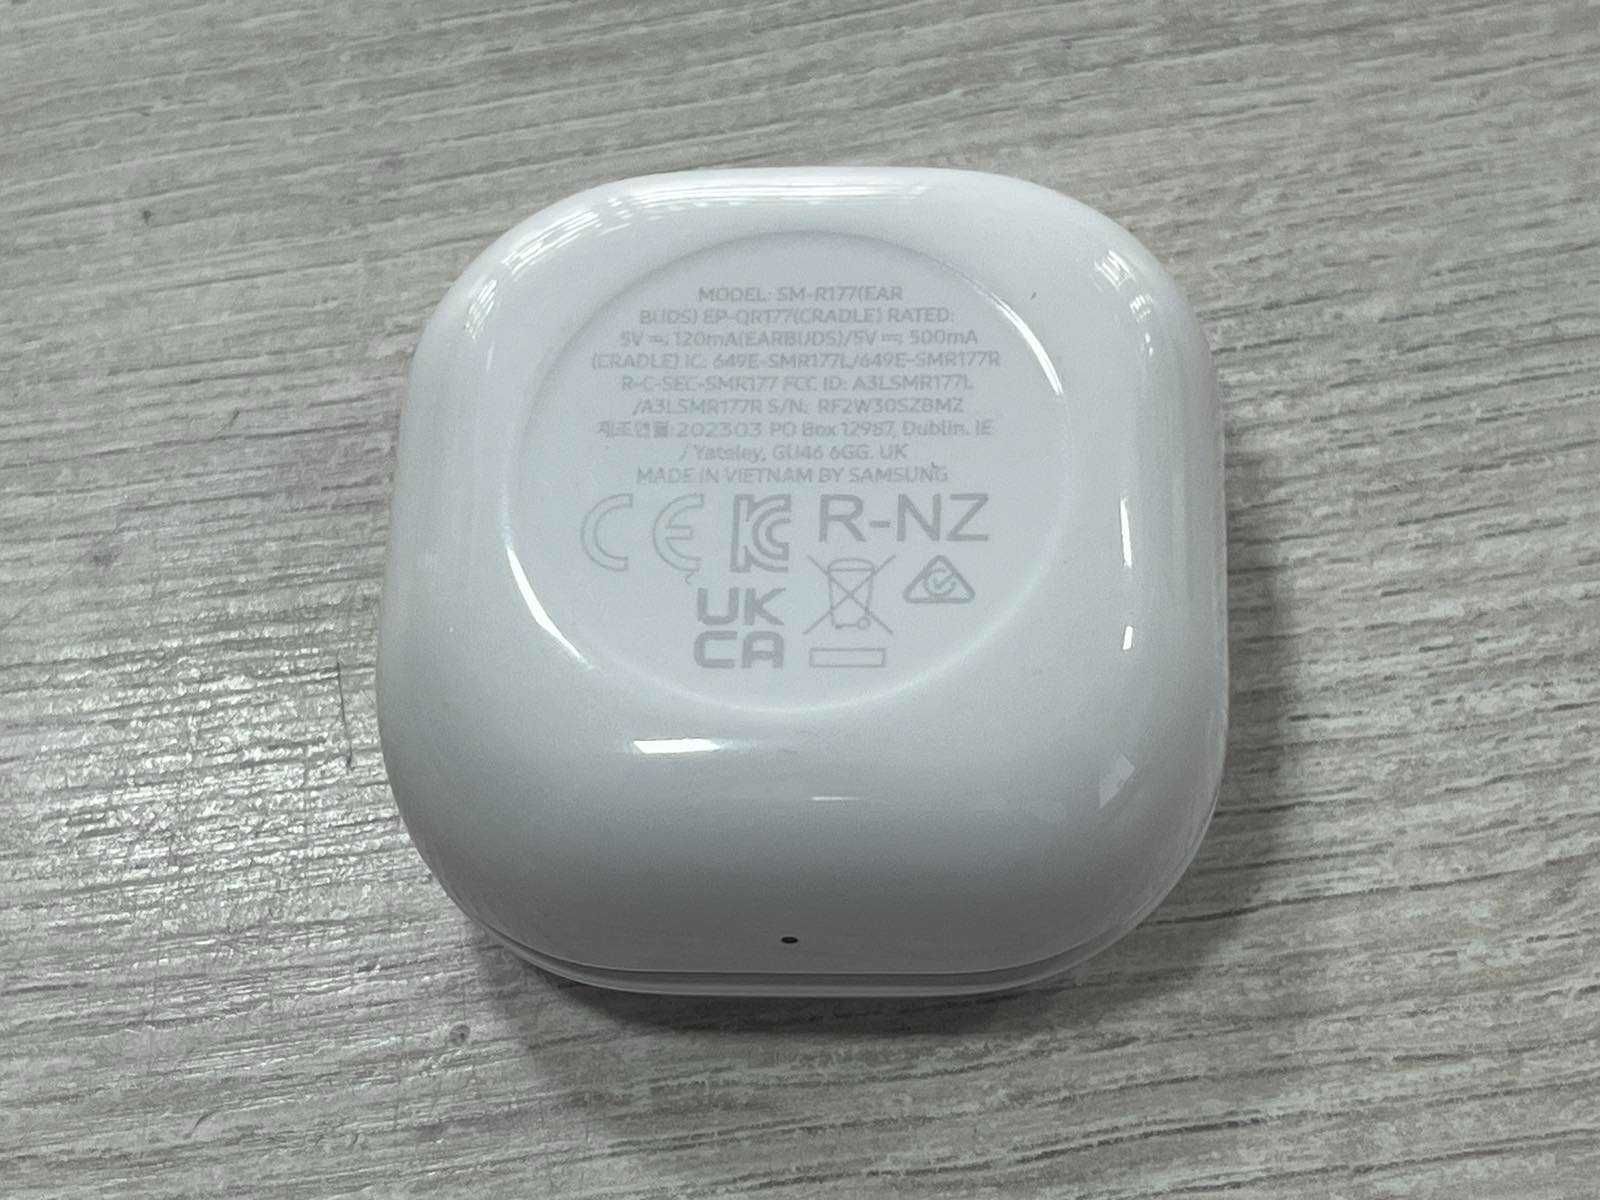 MODEL: SM-R177(EAR
BUDS) EP-QR177(CRADLE) RATED:
5V ⎓; 120mA(EARBUDS)/5V ⎓; 500mA
(CRADLE) IC: 649E-SMR177L/649E-SMR177R
R-C-SEC-SMR177 FCC ID: A3LSMR177L
/A3LSMR177R S/N: RF2W30SZBMZ
제조연월:202303 PO Box 12987, Dublin. IE
/ Yateley, GU46 6GG. UK
MADE IN VIETNAM BY SAMSUNG
CE KC R-NZ
UK
CA